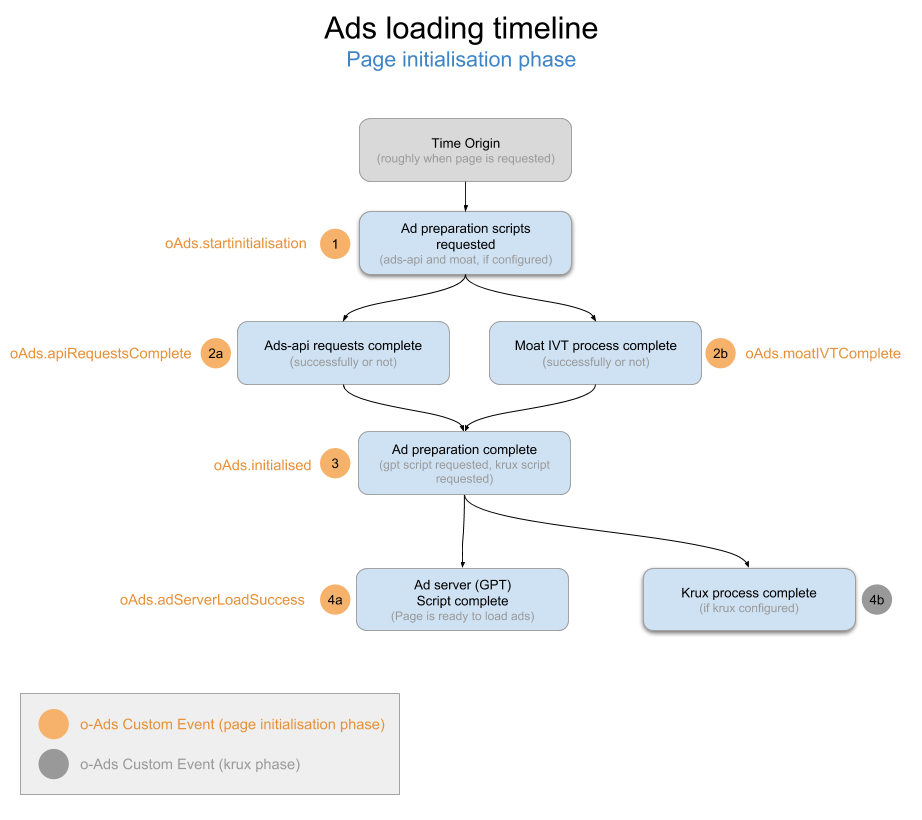 Ads loading timeline
Page initialisation phase
Time Origin
(roughly when page is requested)
Ad preparation scripts
requested
(ads-api and moat, if configured)
oAds.startinitialisation
1
oAds.apiRequestsComplete
2a
Ads-api requests complete
(successfully or not)
Moat IVT process complete
(successfully or not)
2b
oAds.moatIVTComplete
oAds.initialised
3
Ad preparation complete
(gpt script requested, krux script
requested)
oAds.adServerLoadSuccess
4a
Ad server (GPT)
Script complete
(Page is ready to load ads)
Krux process complete
(if krux configured)
4b
o-Ads Custom Event (page initialisation phase)
o-Ads Custom Event (krux phase)